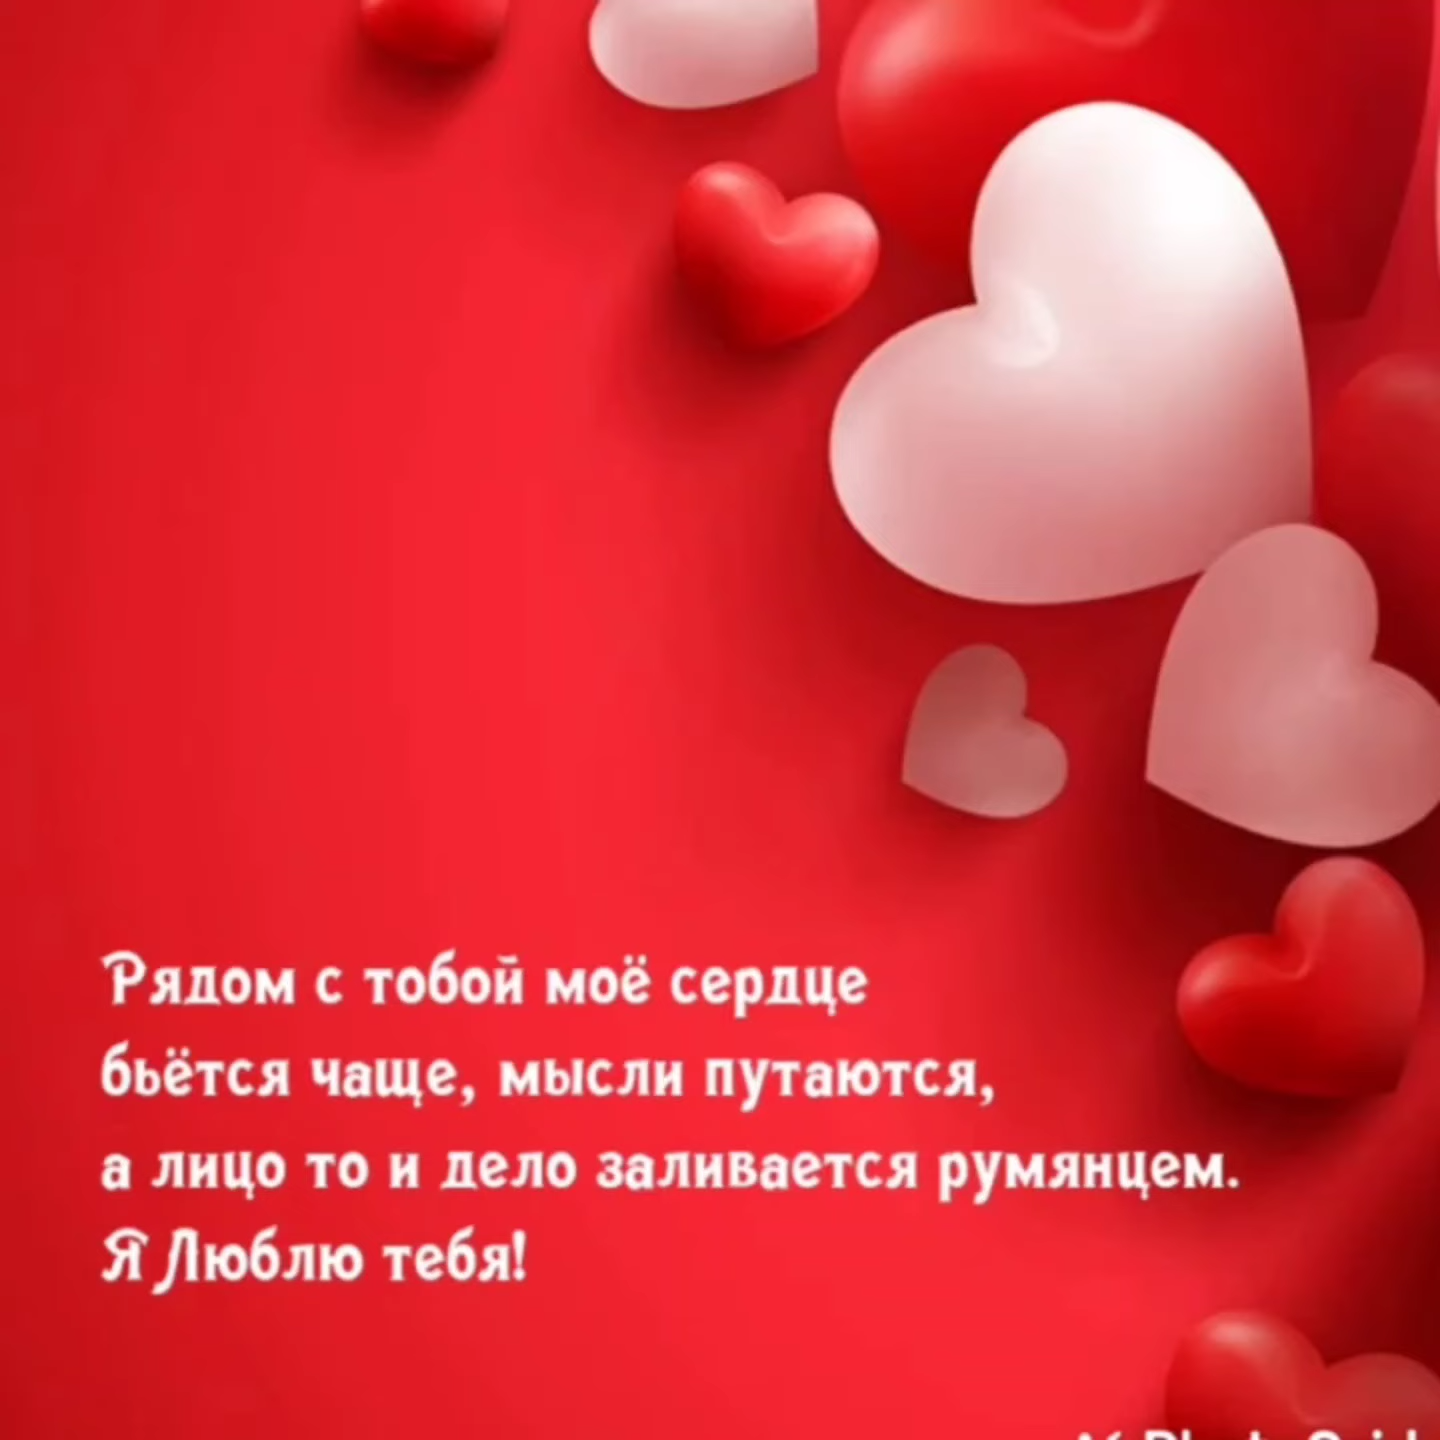 Рядом с тобой моё сердце
бьётся чаще, мысли путаются,
а лицо то и дело заливается румянцем.
Я Люблю тебя!